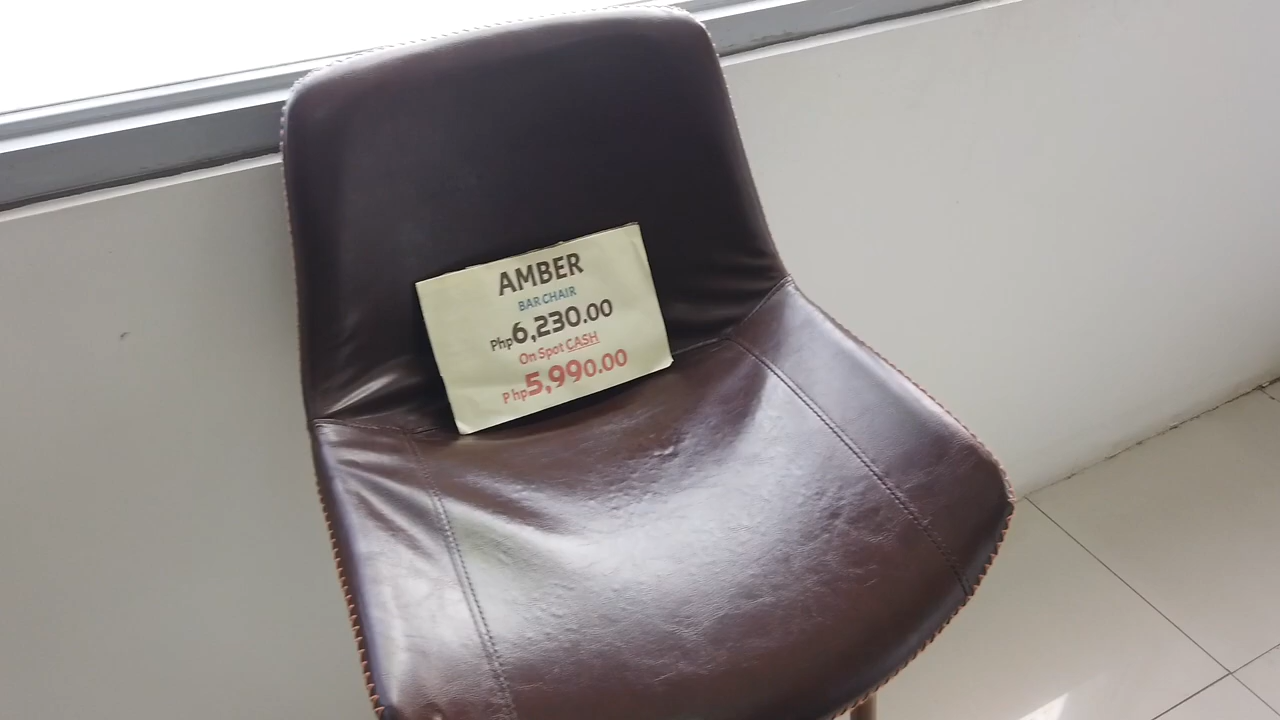 AMBER
BAR CHAIR
Php6,230.00
On Spot CASH
Php5,990.00